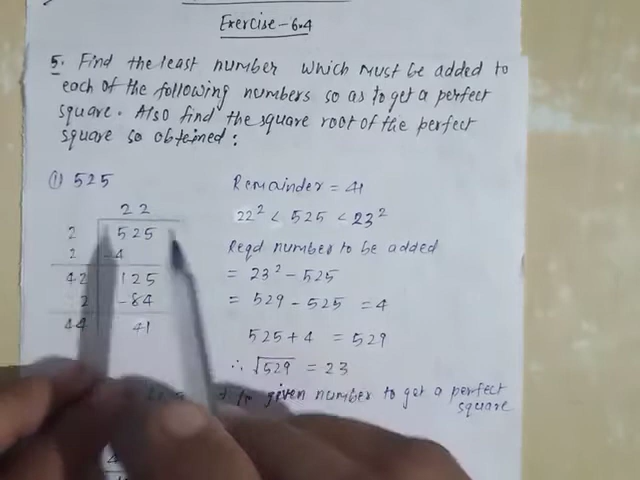 Exercise-6.4
5. Find the least number which must be added to
each of the following numbers so as to get a perfect
square. Also find the square root of the perfect
square so obtained:
(i) 525
22
2 525
2 -4
42 125
2 -84
44 41
Remainder = 41
22² < 525 < 23²
Reqd number to be added
= 23² - 525
= 529 - 525 = 4
525 + 4 = 529
∴ √529 = 23
given number to get a perfect
square